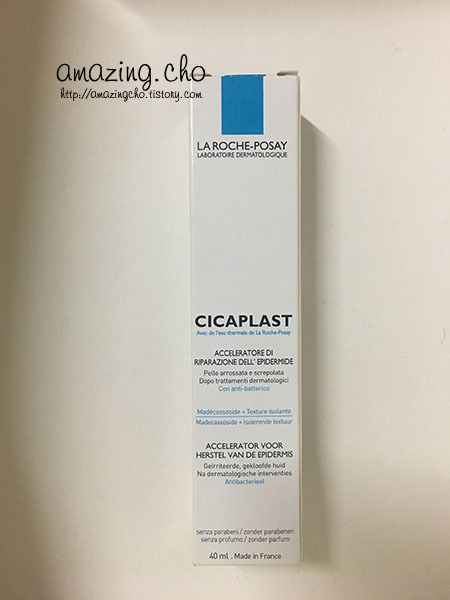 amazing.cho
http://amazingcho.tistory.com/
LA ROCHE-POSAY
LABORATOIRE DERMATOLOGIQUE
CICAPLAST
Avec de l'eau thermale de La Roche-Posay
ACCELERATORE DI
RIPARAZIONE DELL' EPIDERMIDE
Pelle arrossata e screpolata
Dopo trattamenti dermatologici
Con anti-batterico
Madécassoside + Texture isolante
Madecassoside + Isolerende textuur
ACCELERATOR VOOR
HERSTEL VAN DE EPIDERMIS
Geïrriteerde, gekloofde huid
Na dermatologische interventies
Antibacterieel
senza parabeni / zonder parabenen
senza profumo / zonder parfum
40 ml . Made in France